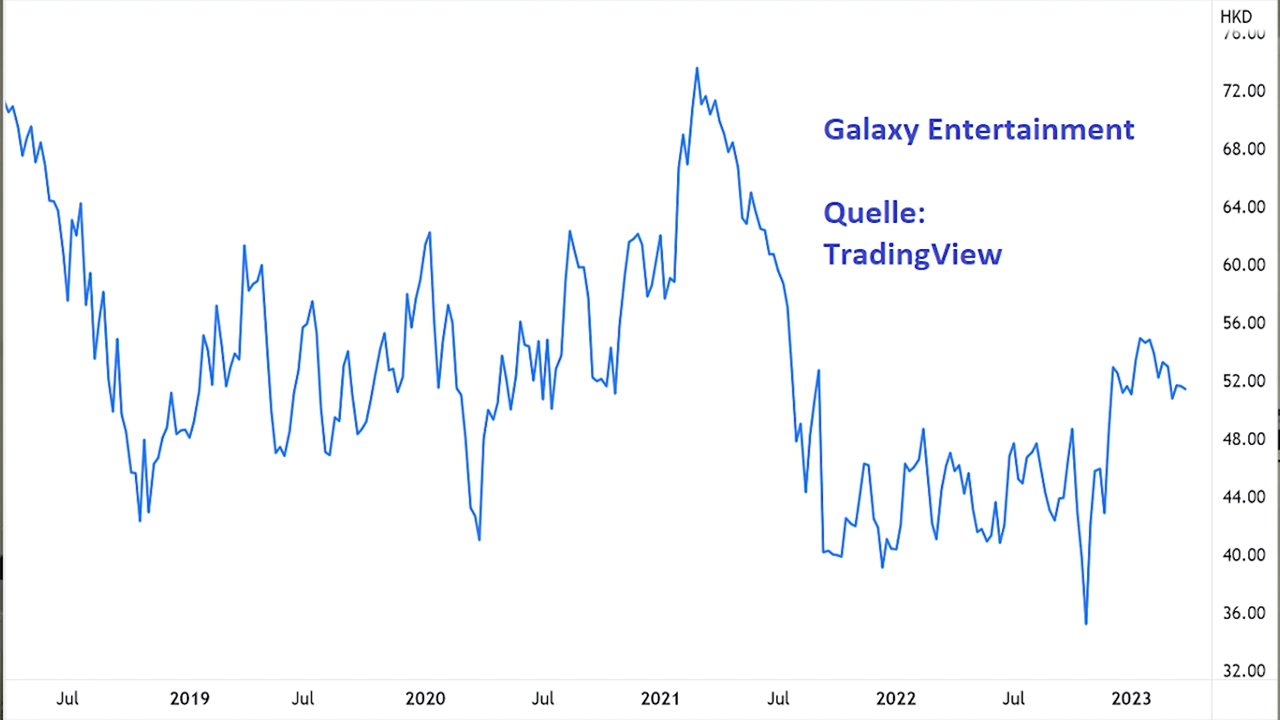 HKD
76.00
72.00
Galaxy Entertainment
68.00
Quelle:
64.00
TradingView
60.00
56.00
52.00
48.00
44.00
40.00
36.00
32.00
Jul 2019 Jul 2020 Jul 2021 Jul 2022 Jul 2023